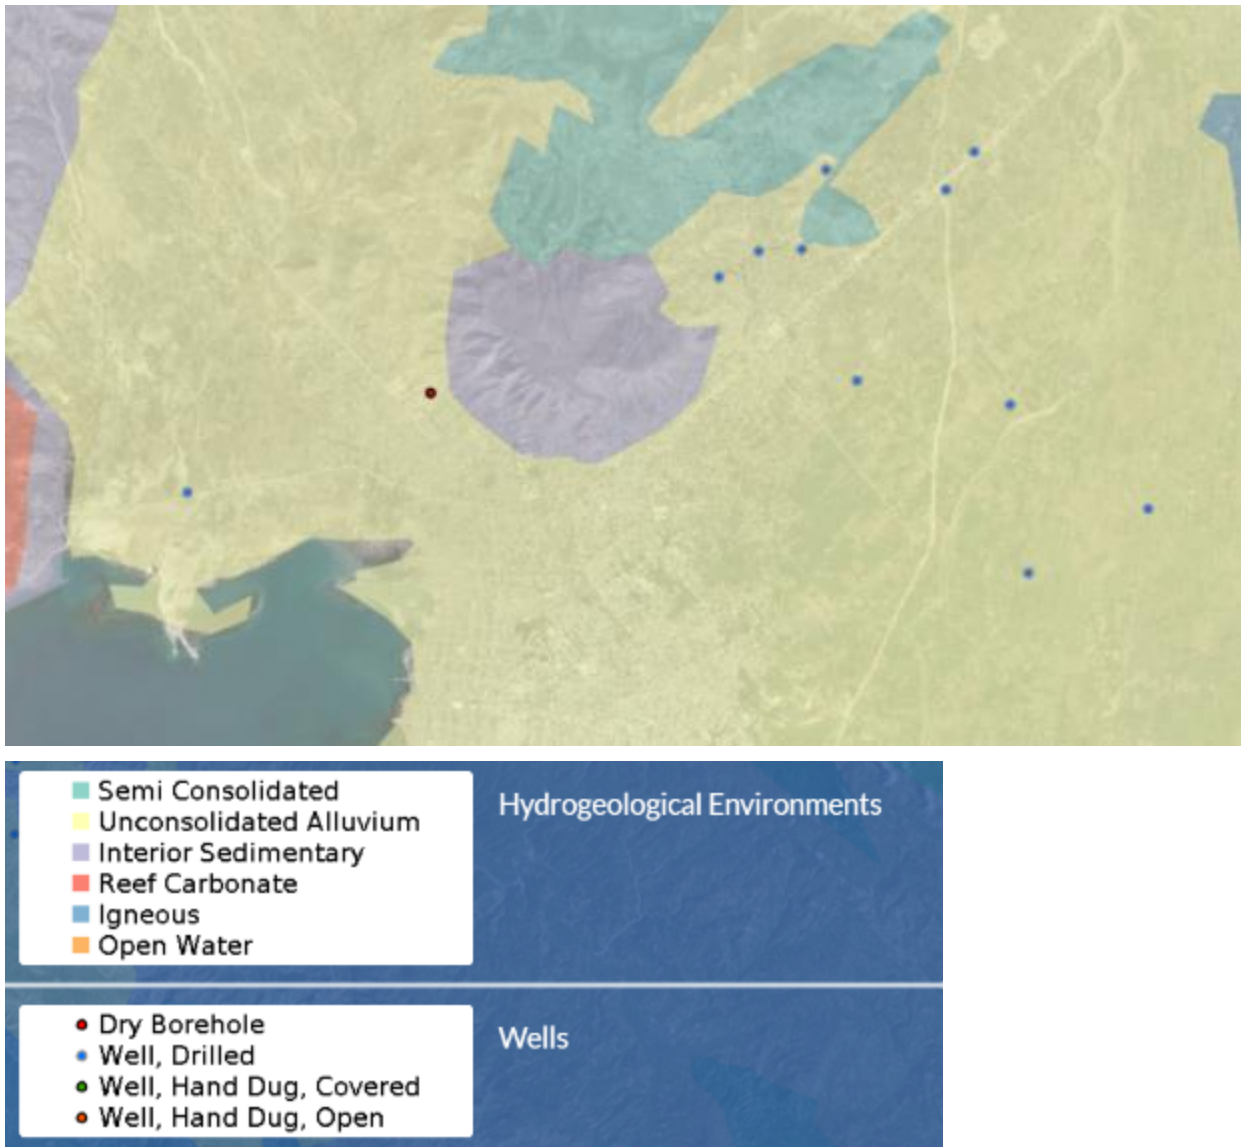 Semi Consolidated
Unconsolidated Alluvium
Interior Sedimentary
Reef Carbonate
Igneous
Open Water
Hydrogeological Environments
Dry Borehole
Well, Drilled
Well, Hand Dug, Covered
Well, Hand Dug, Open
Wells